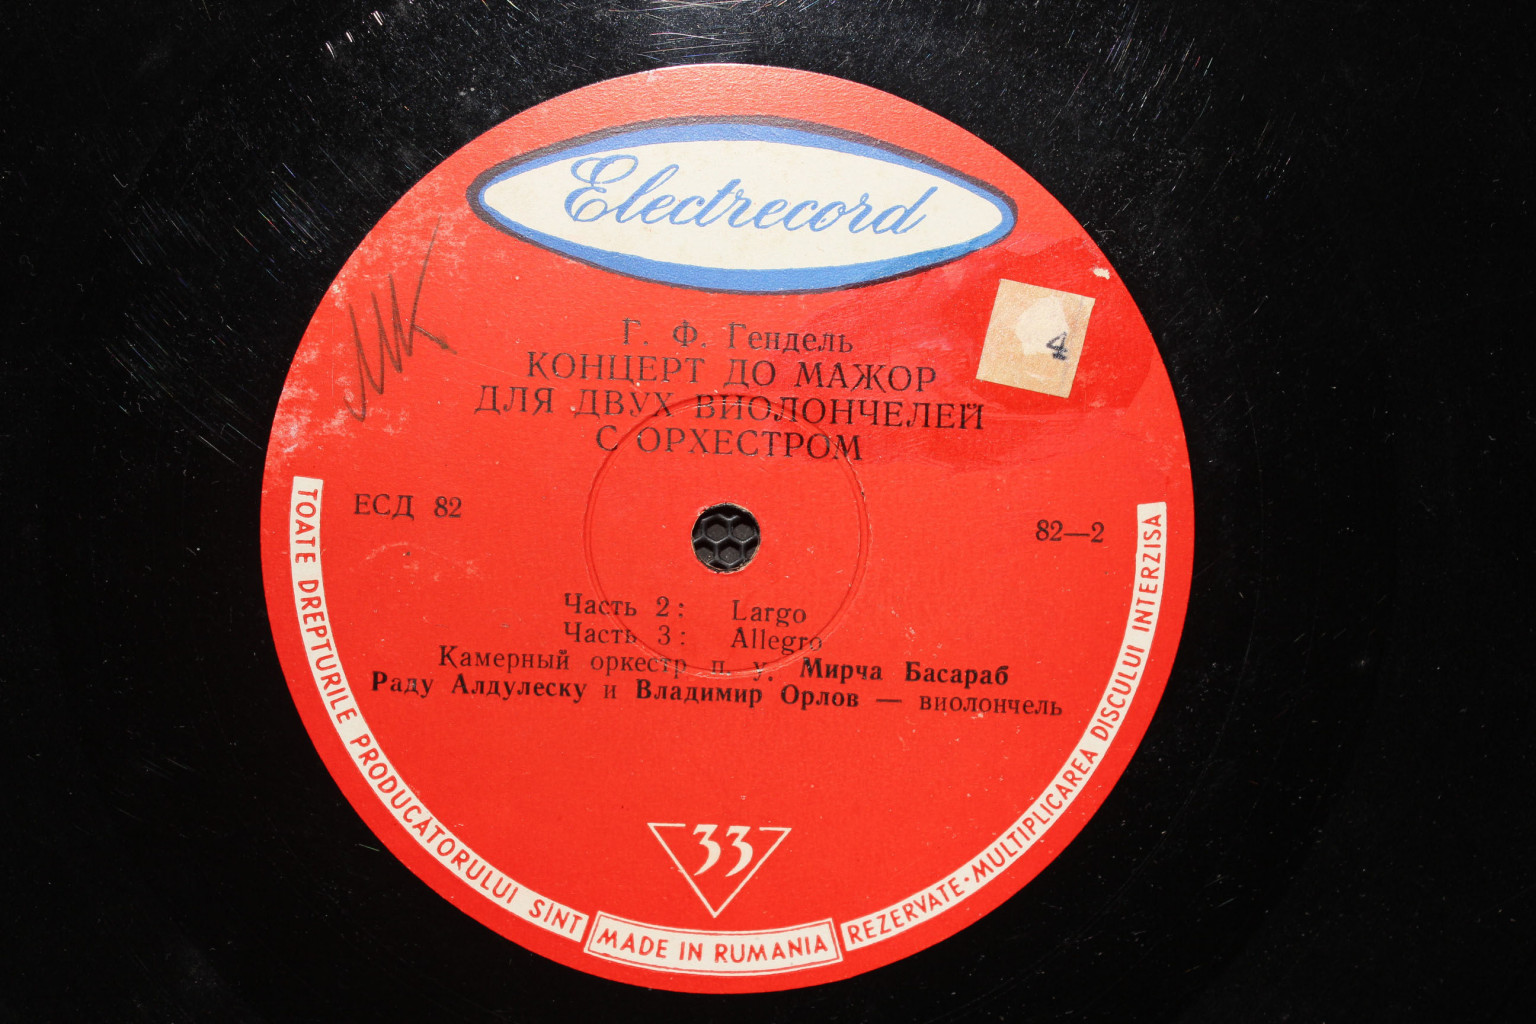 Electrecord
Г. Ф. Гендель
КОНЦЕРТ ДО МАЖОР
ДЛЯ ДВУХ ВИОЛОНЧЕЛЕЙ
С ОРХЕСТРОМ
4
МК
ЕСД 82
82—2
Часть 2: Largo
Часть 3: Allegro
Камерный оркестр п. у. Мирча Басараб
Раду Алдулеску и Владимир Орлов — виолончель
33
TOATE DREPTURILE PRODUCĂTORULUI SINT
MADE IN RUMANIA
REZERVATE·MULTIPLICAREA DISCULUI INTERZISA